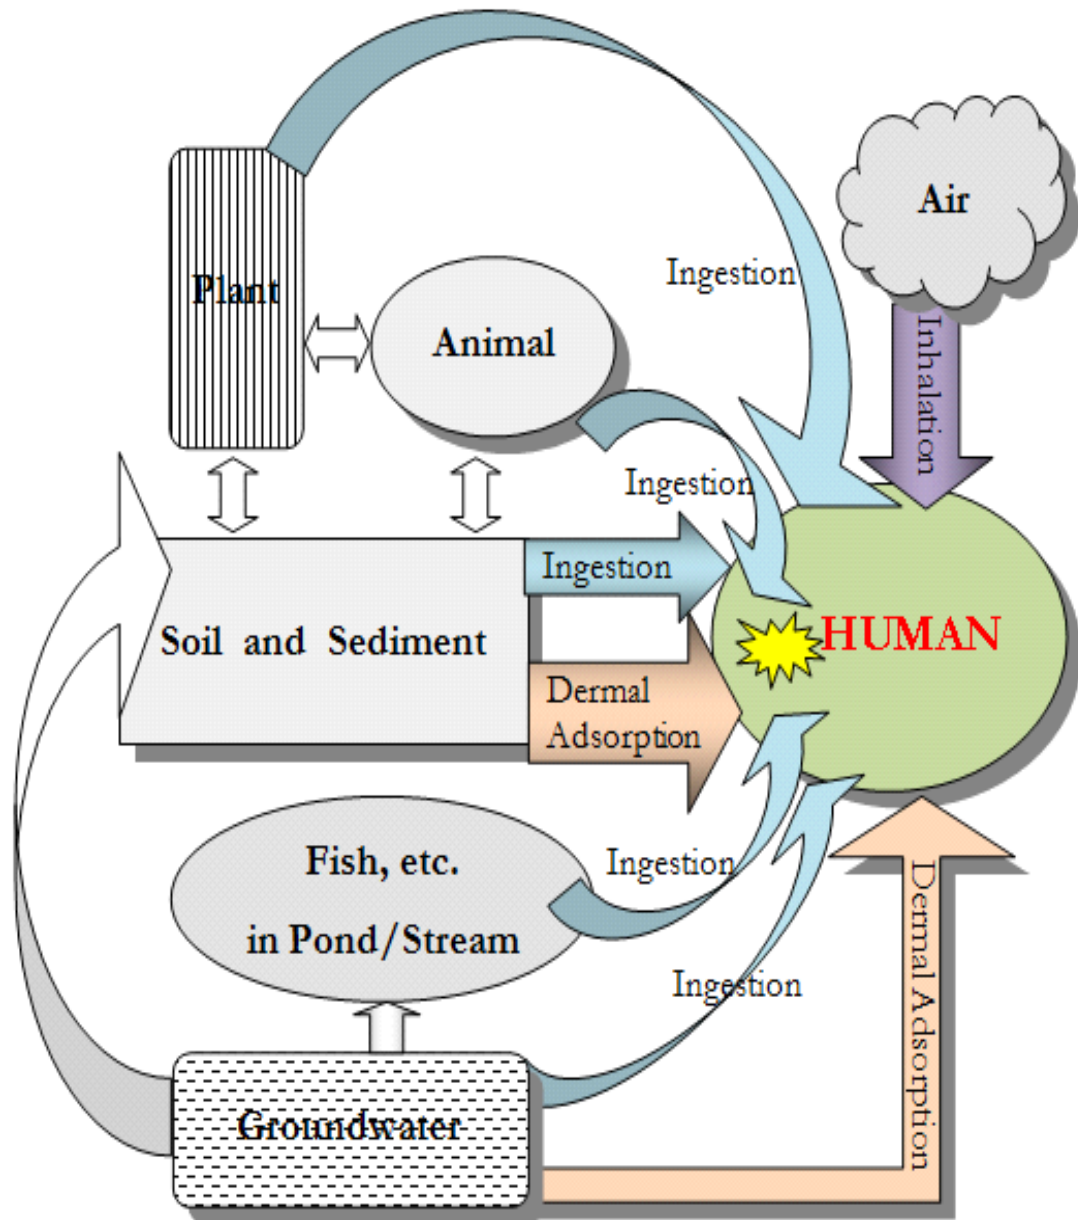 Air
Ingestion
Plant
Inhalation
Animal
Ingestion
Ingestion
Soil and Sediment
HUMAN
Dermal
Adsorption
Fish, etc.
in Pond/Stream
Ingestion
Dermal Adsorption
Ingestion
Groundwater